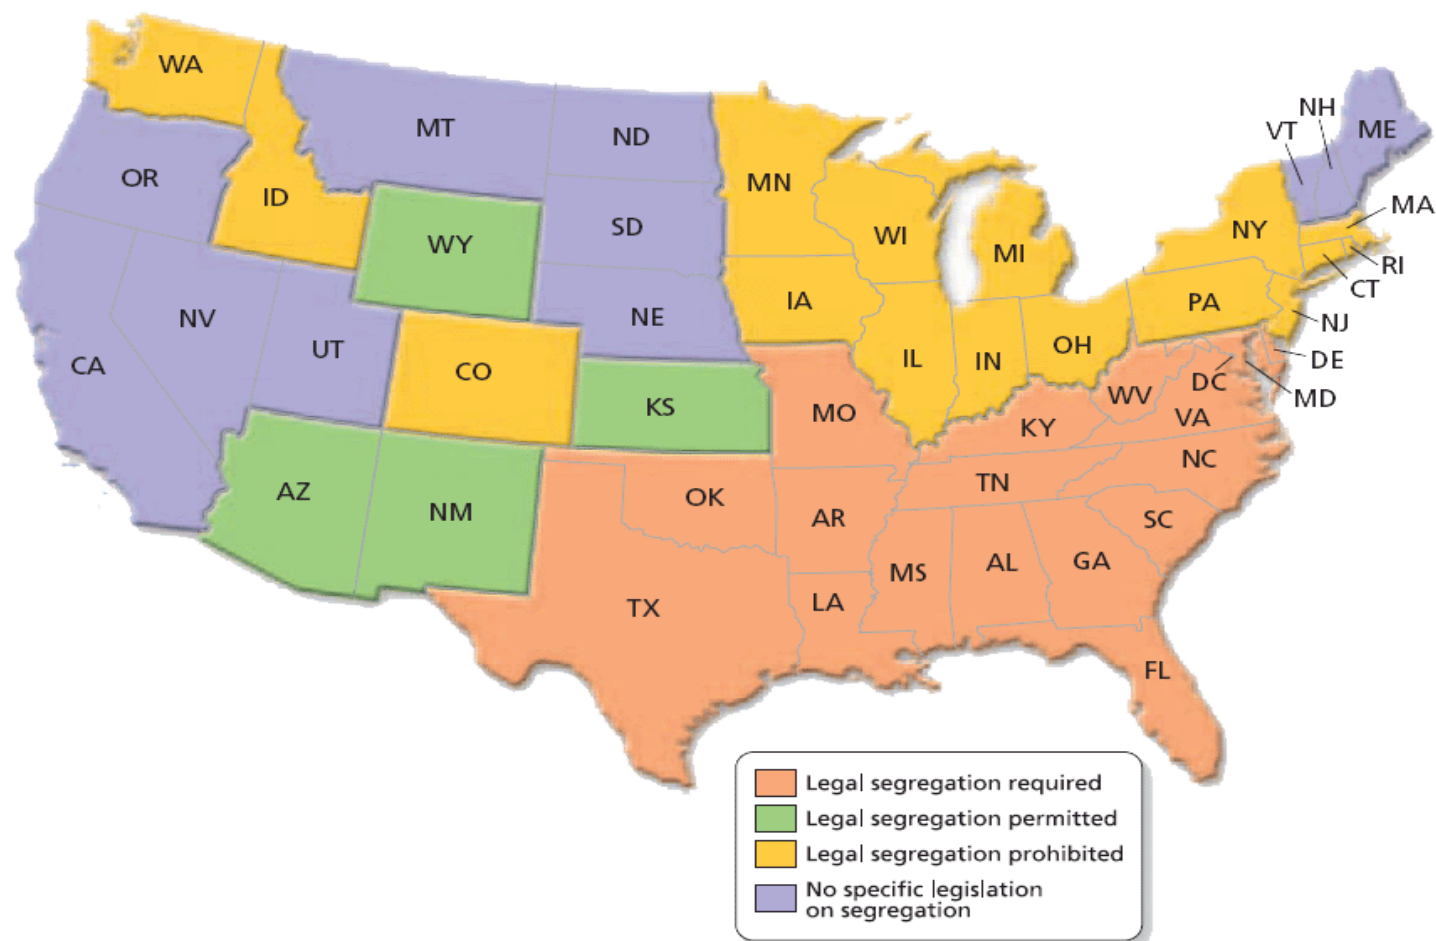 WA
MT
ND
MN
NH
VT
ME
OR
ID
WY
SD
WI
MI
NY
MA
RI
CT
NV
UT
NE
IA
PA
NJ
CA
CO
IL
IN
OH
DE
DC
MD
KS
MO
KY
WV
VA
AZ
NM
OK
AR
TN
NC
SC
TX
LA
MS
AL
GA
FL
Legal segregation required
Legal segregation permitted
Legal segregation prohibited
No specific legislation
on segregation